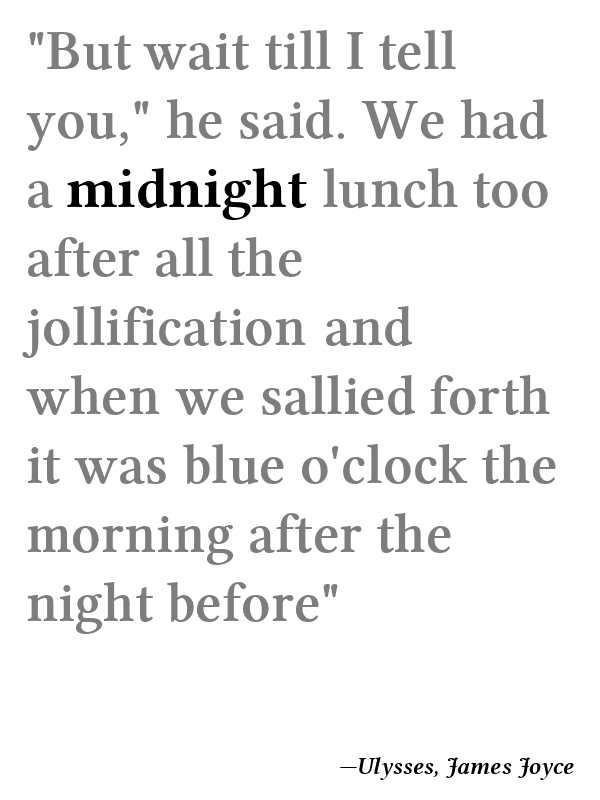 "But wait till I tell
you," he said. We had
a midnight lunch too
after all the
jollification and
when we sallied forth
it was blue o'clock the
morning after the
night before"
—Ulysses, James Joyce